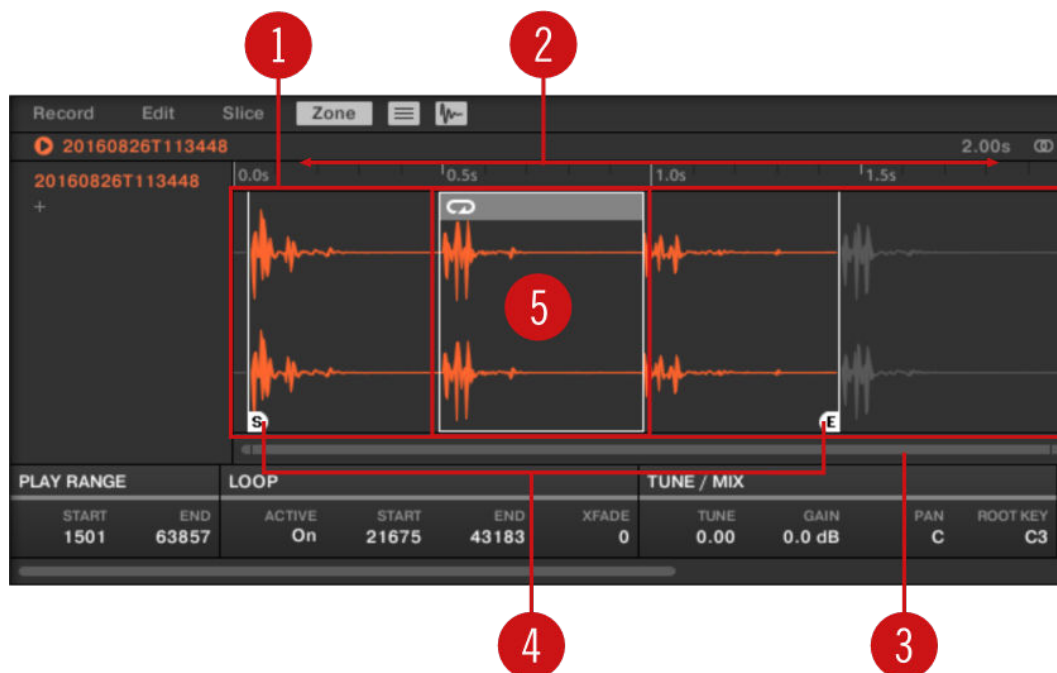 1 2
Record Edit Slice Zone
20160826T113448 2.00s
20160826T113448 0.0s 0.5s 1.0s 1.5s
+
5
S E
PLAY RANGE LOOP TUNE / MIX
START END ACTIVE START END XFADE TUNE GAIN PAN ROOT KEY
1501 63857 On 21675 43183 0 0.00 0.0 dB C C3
4 3